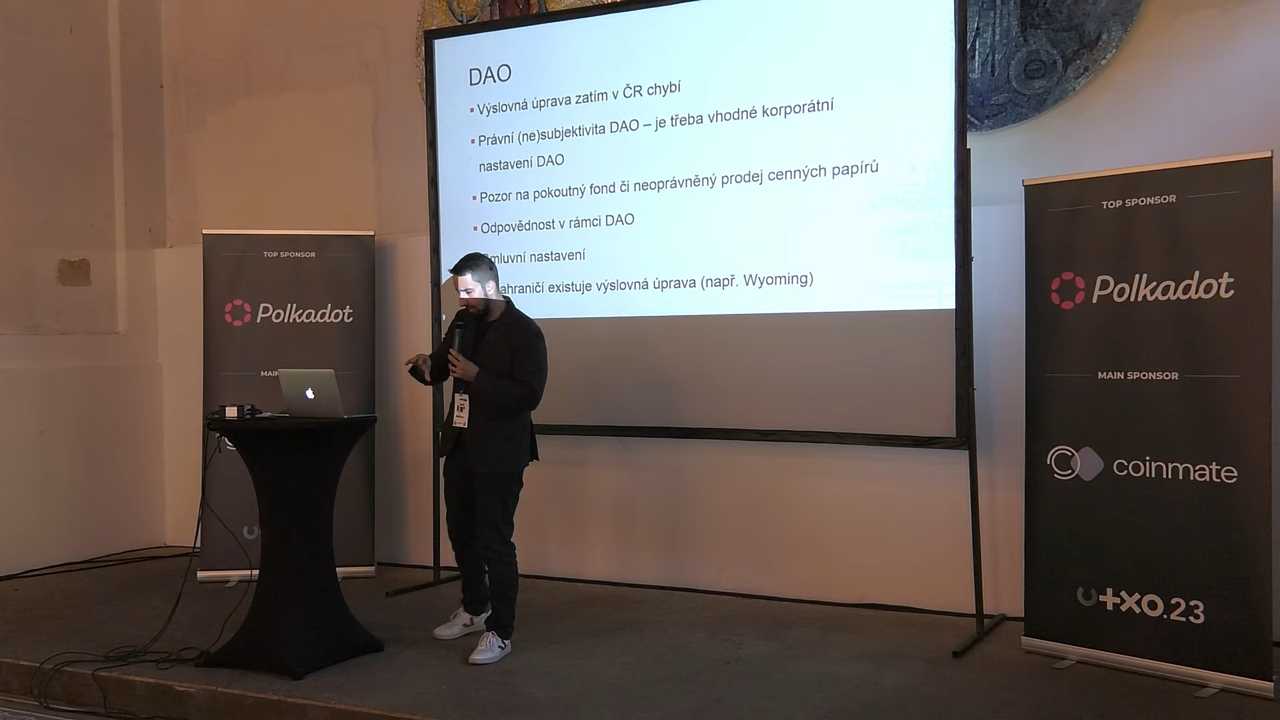 DAO
Výslovná úprava zatím v ČR chybí
Právní (ne)subjektivita DAO – je třeba vhodné korporátní
nastavení DAO
Pozor na pokoutný fond či neoprávněný prodej cenných papírů
Odpovědnost v rámci DAO
nastavení
existuje výslovná úprava (např. Wyoming)
TOP SPONSOR
Polkadot
TOP SPONSOR
Polkadot
MAIN SPONSOR
coinmate
UTXO.23